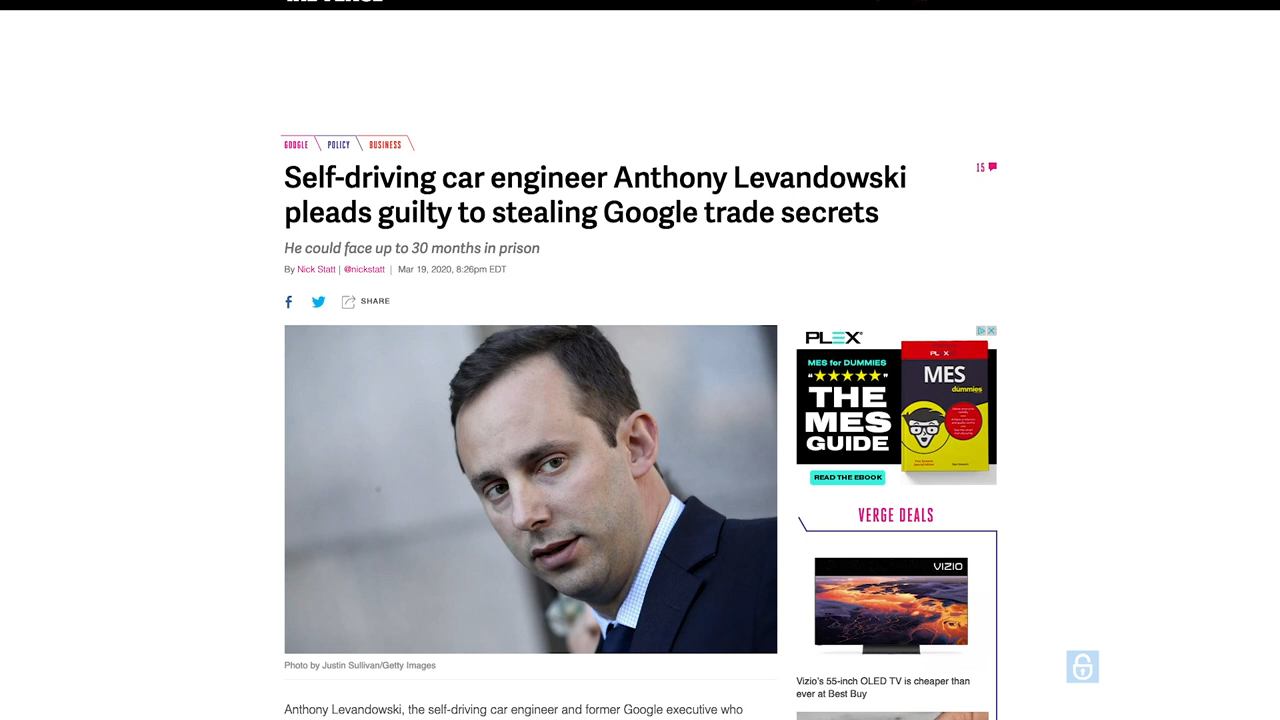 GOOGLE
POLICY
BUSINESS
Self-driving car engineer Anthony Levandowski
pleads guilty to stealing Google trade secrets
15
He could face up to 30 months in prison
By Nick Statt | @nickstatt | Mar 19, 2020, 8:26pm EDT
SHARE
PLEX
MES for DUMMIES
“★★★★★”
THE
MES
GUIDE
READ THE EBOOK
PL X
MES
dummies
VERGE DEALS
VIZIO
Photo by Justin Sullivan/Getty Images
Vizio’s 55-inch OLED TV is cheaper than
ever at Best Buy
Anthony Levandowski, the self-driving car engineer and former Google executive who